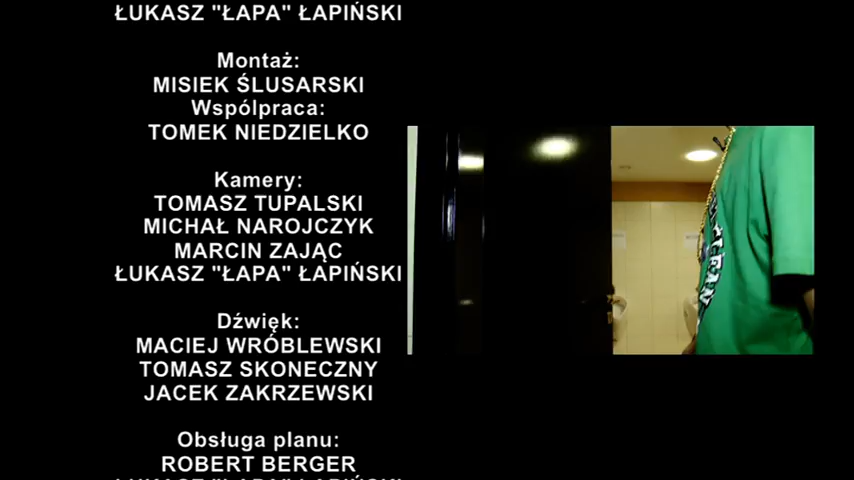 ŁUKASZ "ŁAPA" ŁAPIŃSKI
Montaż:
MISIEK ŚLUSARSKI
Współpraca:
TOMEK NIEDZIELKO
Kamery:
TOMASZ TUPALSKI
MICHAŁ NAROJCZYK
MARCIN ZAJĄC
ŁUKASZ "ŁAPA" ŁAPIŃSKI
Dźwięk:
MACIEJ WRÓBLEWSKI
TOMASZ SKONECZNY
JACEK ZAKRZEWSKI
Obsługa planu:
ROBERT BERGER